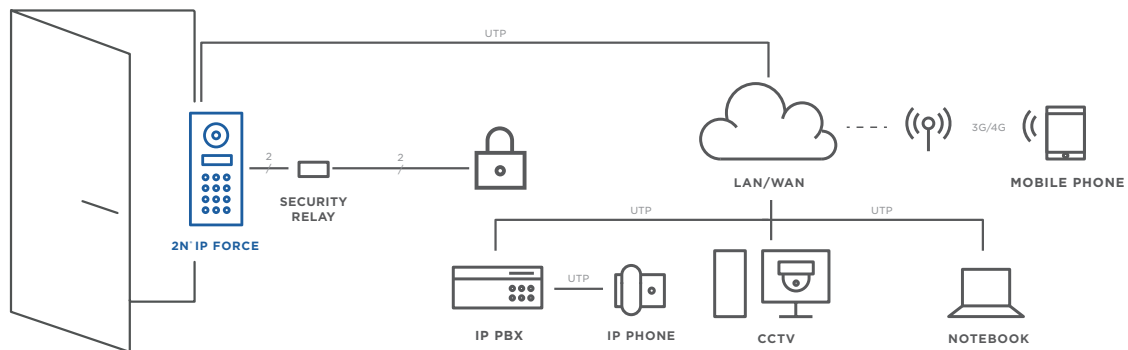 UTP
3G/4G
2
2
SECURITY
RELAY
LAN/WAN
MOBILE PHONE
UTP
UTP
2N® IP FORCE
UTP
IP PBX
IP PHONE
CCTV
NOTEBOOK